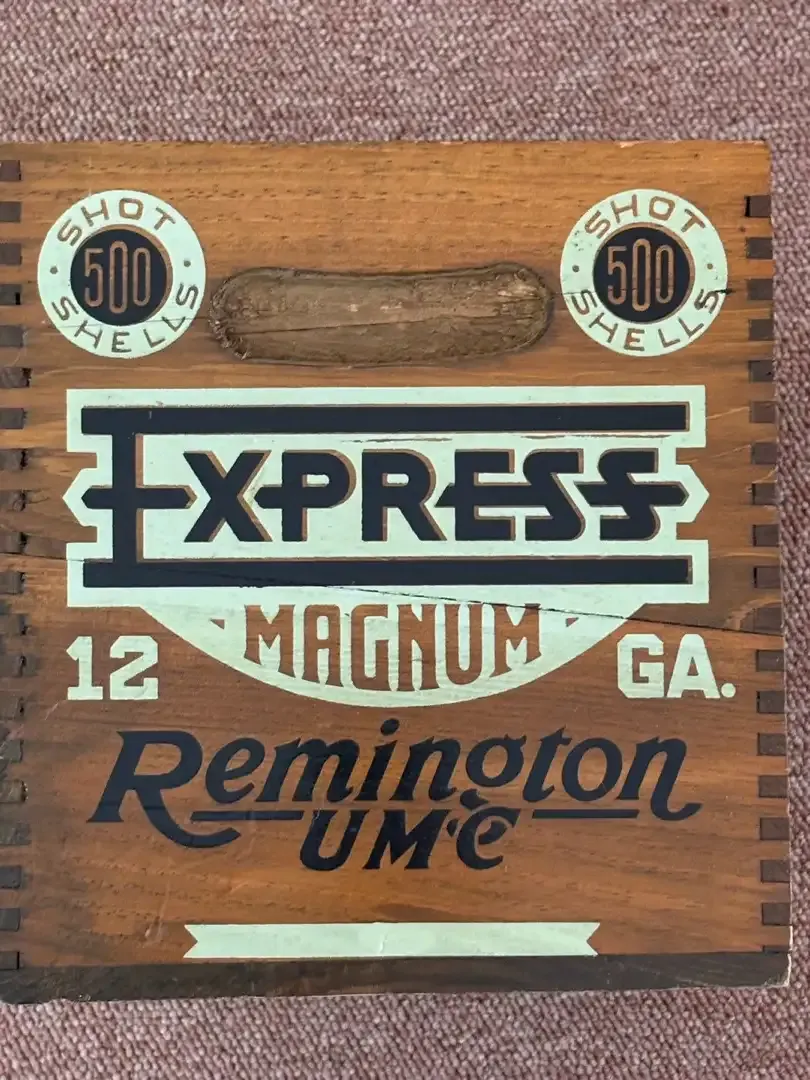 SHOT
500
SHELLS
SHOT
500
SHELLS
EXPRESS
MAGNUM
12 GA.
Remington
UMC